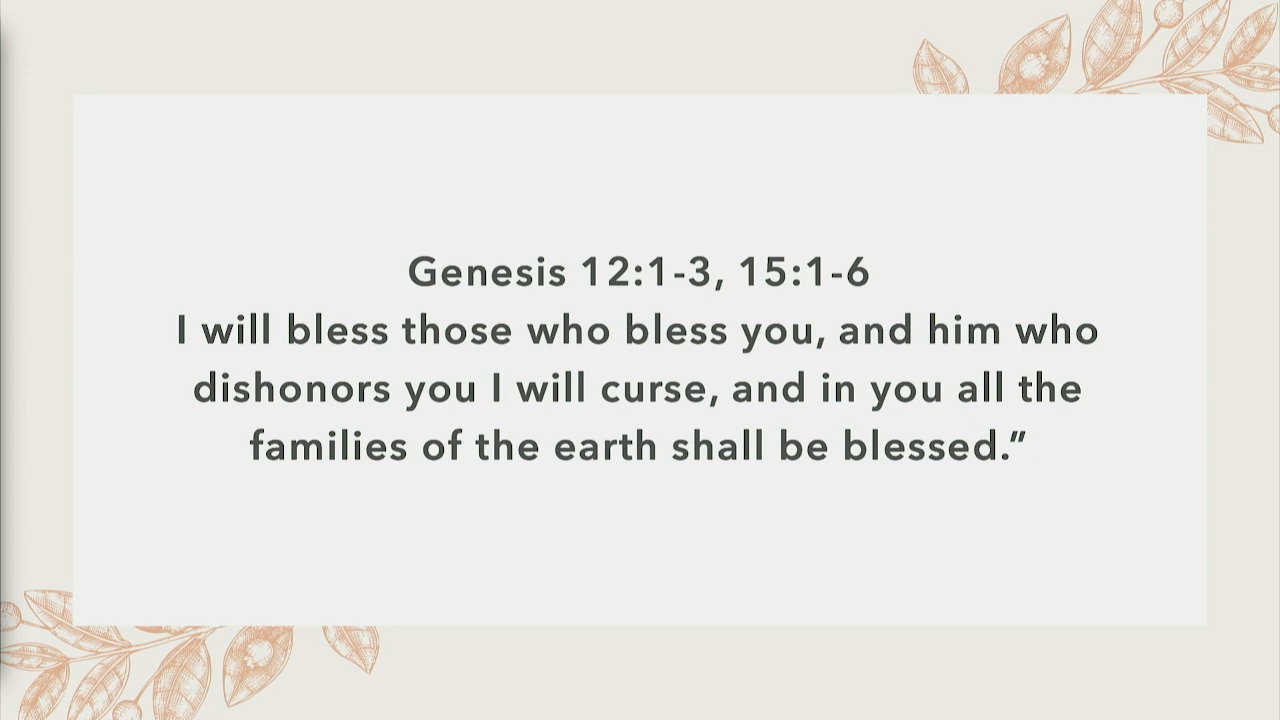 Genesis 12:1-3, 15:1-6
I will bless those who bless you, and him who
dishonors you I will curse, and in you all the
families of the earth shall be blessed.”